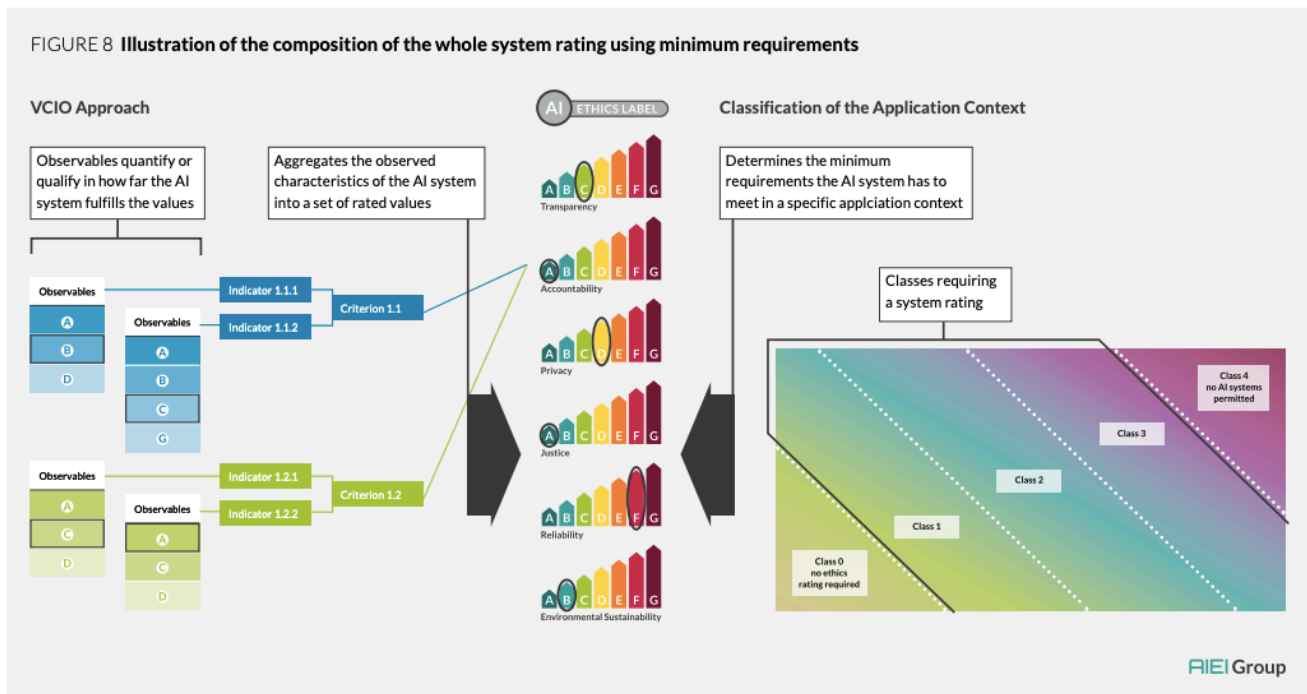 FIGURE 8 Illustration of the composition of the whole system rating using minimum requirements
VCIO Approach
Observables quantify or
qualify in how far the AI
system fulfills the values
Aggregates the observed
characteristics of the AI system
into a set of rated values
Observables
A
B
D
Observables
A
B
C
G
Indicator 1.1.1
Indicator 1.1.2
Criterion 1.1
Observables
A
C
D
Observables
A
C
D
Indicator 1.2.1
Indicator 1.2.2
Criterion 1.2
AI ETHICS LABEL
A B C D E F G
Transparency
A B C D E F G
Accountability
A B C D E F G
Privacy
A B C D E F G
Justice
A B C D E F G
Reliability
A B C D E F G
Environmental Sustainability
Classification of the Application Context
Determines the minimum
requirements the AI system has to
meet in a specific applciation context
Classes requiring
a system rating
Class 4
no AI systems
permitted
Class 3
Class 2
Class 1
Class 0
no ethics
rating required
AIEI Group